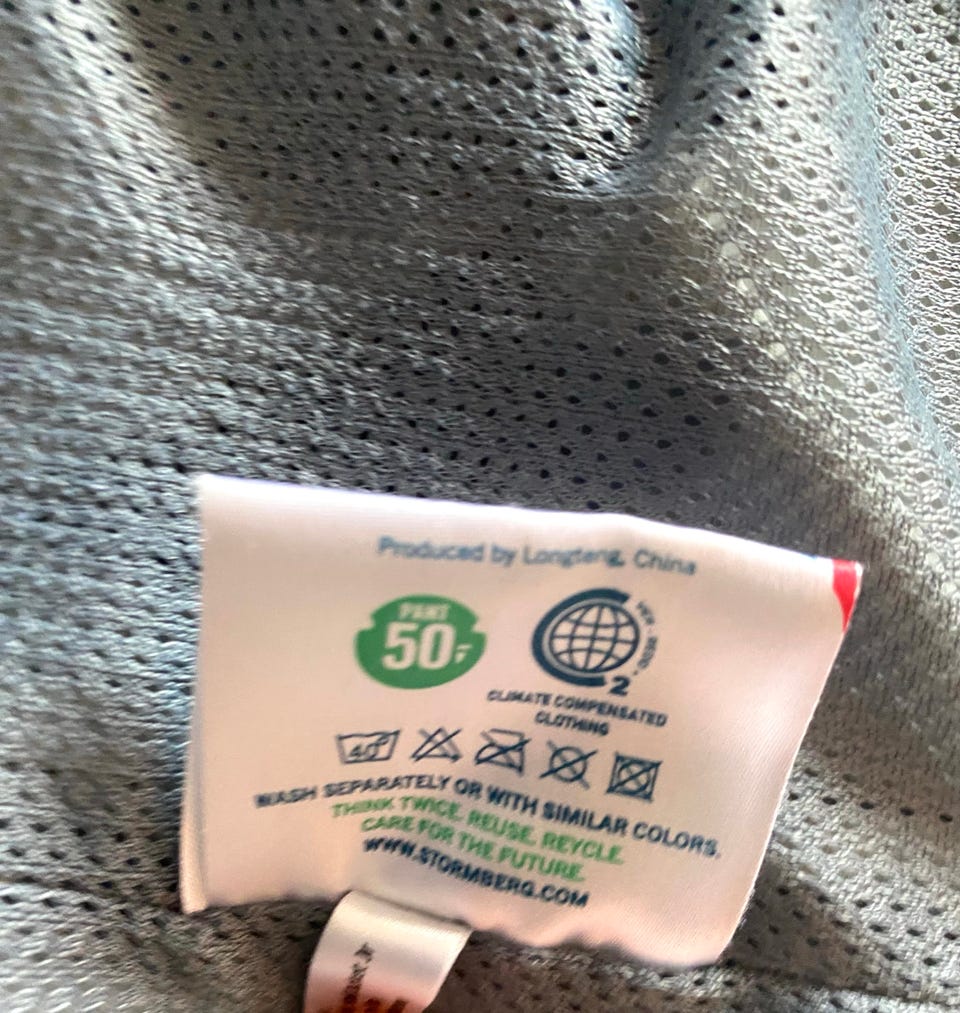 Produced by Longteng, China
PANT
50,-
2
CLIMATE COMPENSATED
CLOTHING
40°
WASH SEPARATELY OR WITH SIMILAR COLORS.
THINK TWICE. REUSE. REYCLE.
CARE FOR THE FUTURE.
WWW.STORMBERG.COM